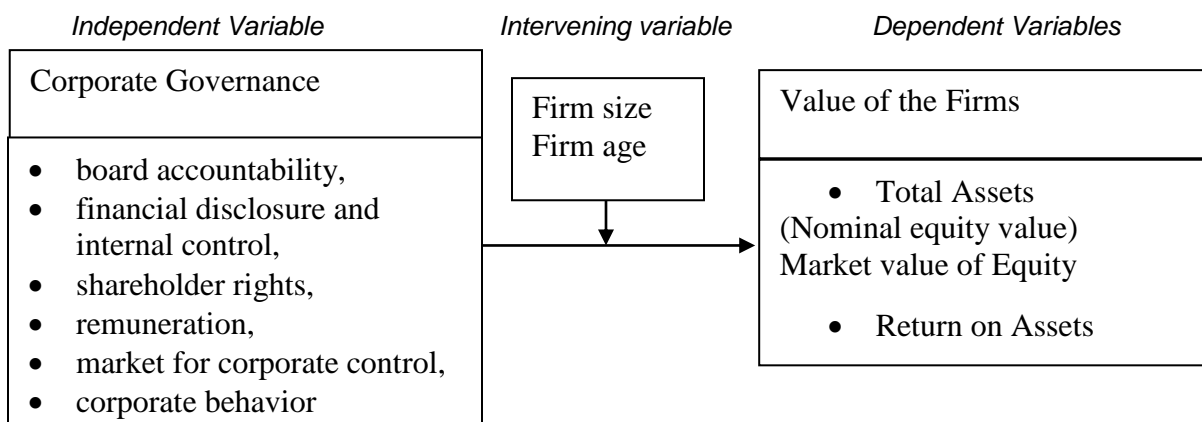 Independent Variable
Intervening variable
Dependent Variables
Corporate Governance
• board accountability,
• financial disclosure and
internal control,
• shareholder rights,
• remuneration,
• market for corporate control,
• corporate behavior
Firm size
Firm age
Value of the Firms
• Total Assets
(Nominal equity value)
Market value of Equity
• Return on Assets